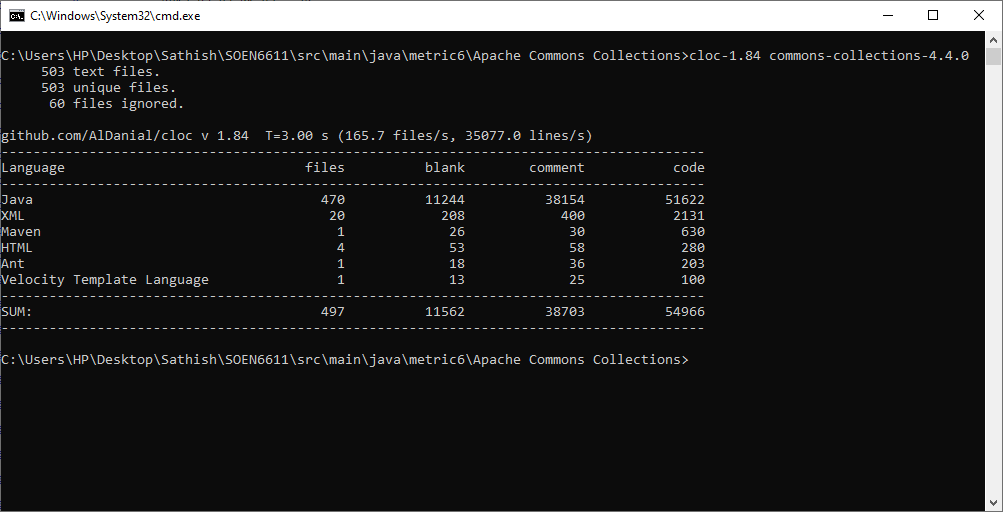 C:\Windows\System32\cmd.exe
C:\Users\HP\Desktop\Sathish\SOEN6611\src\main\java\metric6\Apache Commons Collections>cloc-1.84 commons-collections-4.4.0
503 text files.
503 unique files.
60 files ignored.
github.com/AlDanial/cloc v 1.84  T=3.00 s (165.7 files/s, 35077.0 lines/s)
Language files blank comment code
Java 470 11244 38154 51622
XML 20 208 400 2131
Maven 1 26 30 630
HTML 4 53 58 280
Ant 1 18 36 203
Velocity Template Language 1 13 25 100
SUM: 497 11562 38703 54966
C:\Users\HP\Desktop\Sathish\SOEN6611\src\main\java\metric6\Apache Commons Collections>